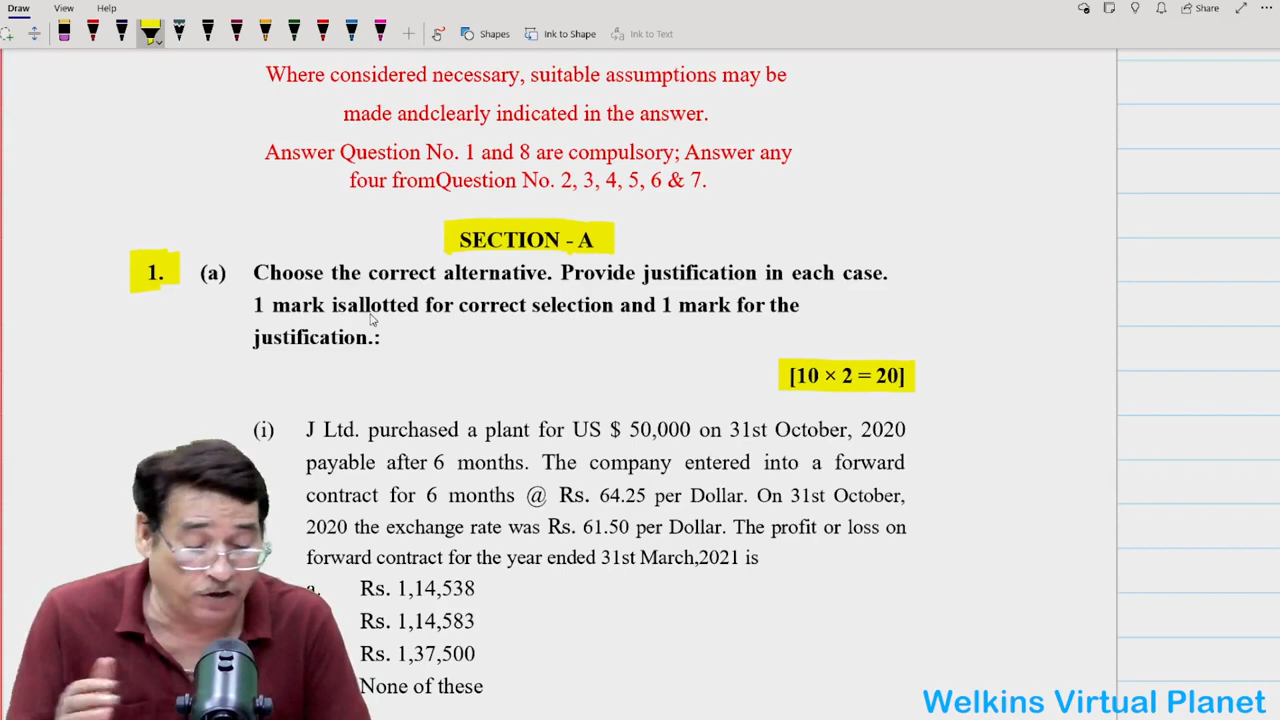 Draw View Help
Share
Shapes Ink to Shape Ink to Text
Where considered necessary, suitable assumptions may be
made andclearly indicated in the answer.
Answer Question No. 1 and 8 are compulsory; Answer any
four fromQuestion No. 2, 3, 4, 5, 6 & 7.
SECTION - A
1. (a) Choose the correct alternative. Provide justification in each case.
1 mark isallotted for correct selection and 1 mark for the
justification.:
[10 × 2 = 20]
(i) J Ltd. purchased a plant for US $ 50,000 on 31st October, 2020
payable after 6 months. The company entered into a forward
contract for 6 months @ Rs. 64.25 per Dollar. On 31st October,
2020 the exchange rate was Rs. 61.50 per Dollar. The profit or loss on
forward contract for the year ended 31st March,2021 is
a. Rs. 1,14,538
Rs. 1,14,583
Rs. 1,37,500
None of these
Welkins Virtual Planet